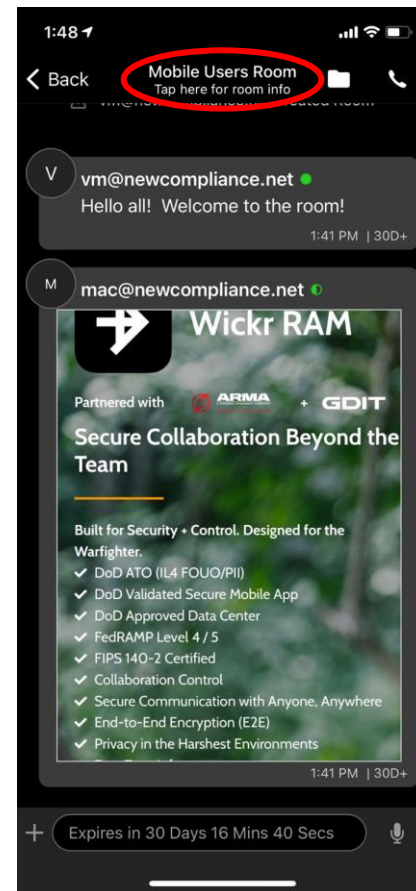 1:48
Back
Mobile Users Room
Tap here for room info
vm@newcompliance.net created Room
V
vm@newcompliance.net
Hello all! Welcome to the room!
1:41 PM | 30D+
M
mac@newcompliance.net
Wickr RAM
Partnered with ARMA + GDIT
Secure Collaboration Beyond the
Team
Built for Security + Control. Designed for the
Warfighter.
DoD ATO (IL4 FOUO/PII)
DoD Validated Secure Mobile App
DoD Approved Data Center
FedRAMP Level 4 / 5
FIPS 140-2 Certified
Collaboration Control
Secure Communication with Anyone, Anywhere
End-to-End Encryption (E2E)
Privacy in the Harshest Environments
1:41 PM | 30D+
Expires in 30 Days 16 Mins 40 Secs